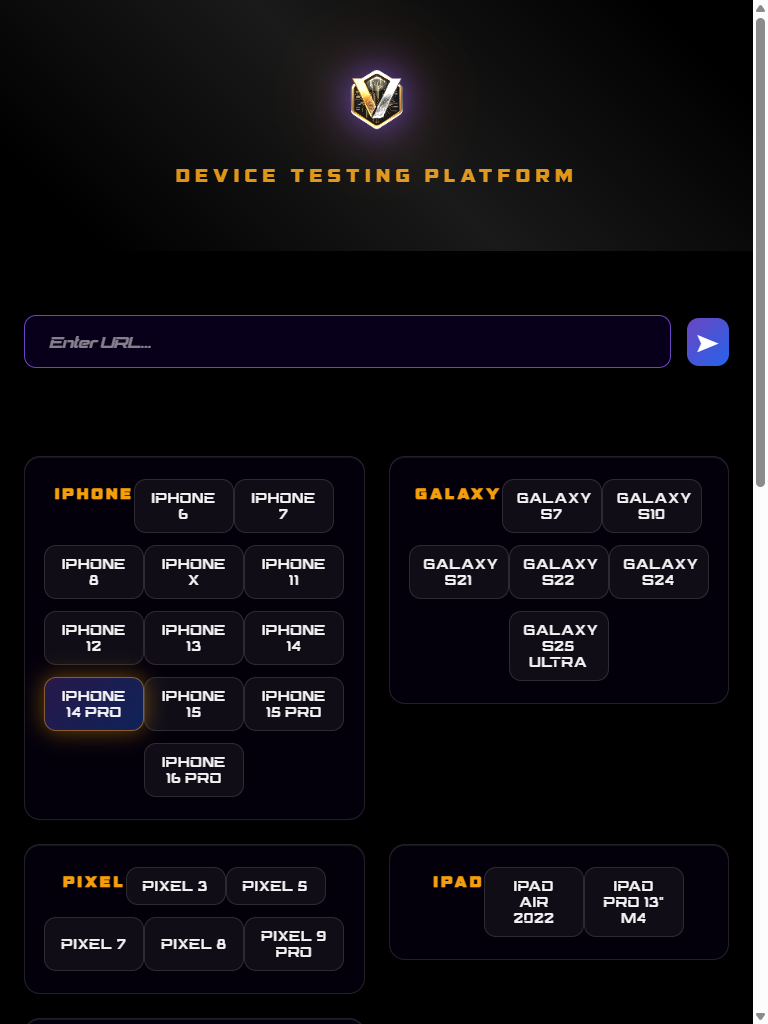 DEVICE TESTING PLATFORM
Enter URL...
IPHONE
IPHONE
6
IPHONE
7
IPHONE
8
IPHONE
X
IPHONE
11
IPHONE
12
IPHONE
13
IPHONE
14
IPHONE
14 PRO
IPHONE
15
IPHONE
15 PRO
IPHONE
16 PRO
GALAXY
GALAXY
S7
GALAXY
S10
GALAXY
S21
GALAXY
S22
GALAXY
S24
GALAXY
S25
ULTRA
PIXEL
PIXEL 3
PIXEL 5
PIXEL 7
PIXEL 8
PIXEL 9
PRO
IPAD
IPAD
AIR
2022
IPAD
PRO 13"
M4